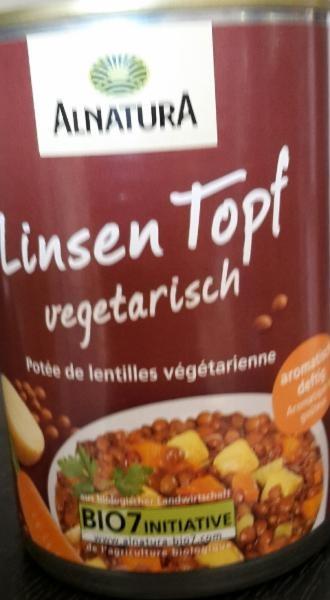 ALNATURA
Linsen Topf
vegetarisch
Potée de lentilles végétarienne
deftig
aus biologischer Landwirtschaft
BIO7 INITIATIVE
www.alnatura-bio7.com
de l'agriculture biologique